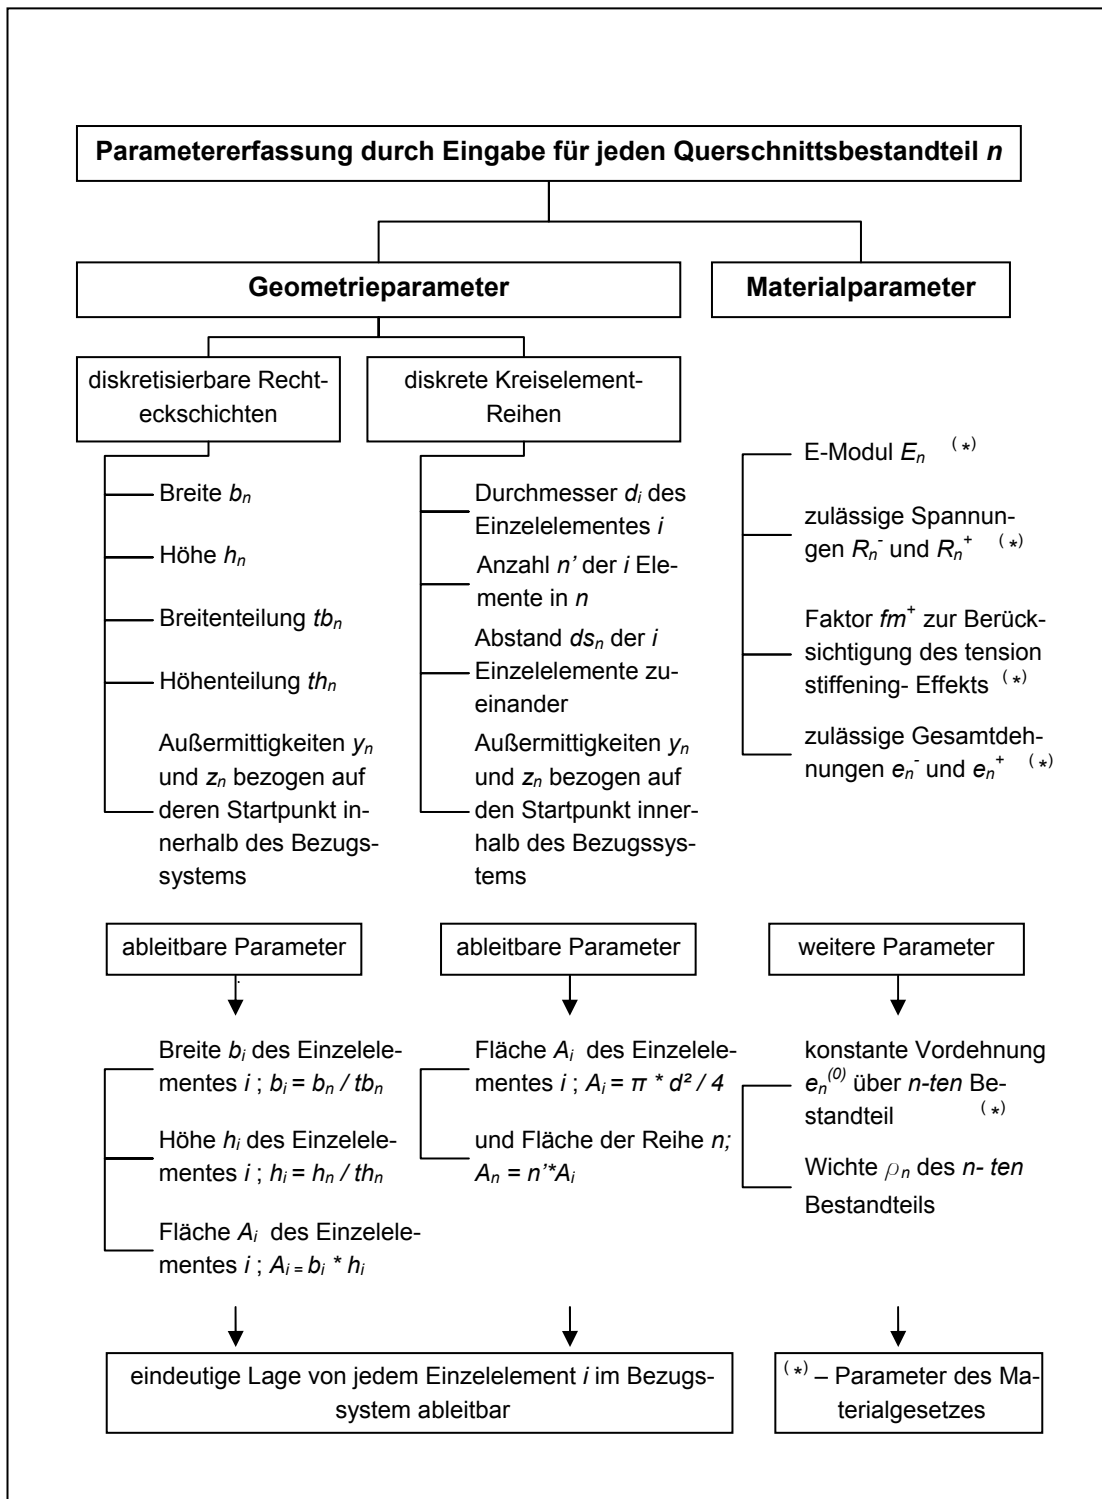 Parametererfassung durch Eingabe für jeden Querschnittsbestandteil n
Geometrieparameter
Materialparameter
diskretisierbare Recht-
eckschichten
diskrete Kreiselement-
Reihen
Breite bₙ
Höhe hₙ
Breitenteilung tbₙ
Höhenteilung thₙ
Außermittigkeiten yₙ
und zₙ bezogen auf
deren Startpunkt in-
nerhalb des Bezugs-
systems
Durchmesser dᵢ des
Einzelelementes i
Anzahl n’ der i Ele-
mente in n
Abstand dsₙ der i
Einzelelemente zu-
einander
Außermittigkeiten yₙ
und zₙ bezogen auf
den Startpunkt inner-
halb des Bezugssys-
tems
E-Modul Eₙ (*)
zulässige Spannun-
gen Rₙ⁻ und Rₙ⁺ (*)
Faktor fm⁺ zur Berück-
sichtigung des tension
stiffening- Effekts (*)
zulässige Gesamtdeh-
nungen eₙ⁻ und eₙ⁺ (*)
ableitbare Parameter
ableitbare Parameter
weitere Parameter
Breite bᵢ des Einzelele-
mentes i ; bᵢ = bₙ / tbₙ
Höhe hᵢ des Einzelele-
mentes i ; hᵢ = hₙ / thₙ
Fläche Aᵢ des Einzelele-
mentes i ; Aᵢ = bᵢ * hᵢ
Fläche Aᵢ des Einzelele-
mentes i ; Aᵢ = π * d² / 4
und Fläche der Reihe n;
Aₙ = n’*Aᵢ
konstante Vordehnung
eₙ⁽⁰⁾ über n-ten Be-
standteil (*)
Wichte ρₙ des n- ten
Bestandteils
eindeutige Lage von jedem Einzelelement i im Bezugs-
system ableitbar
(*) – Parameter des Ma-
terialgesetzes